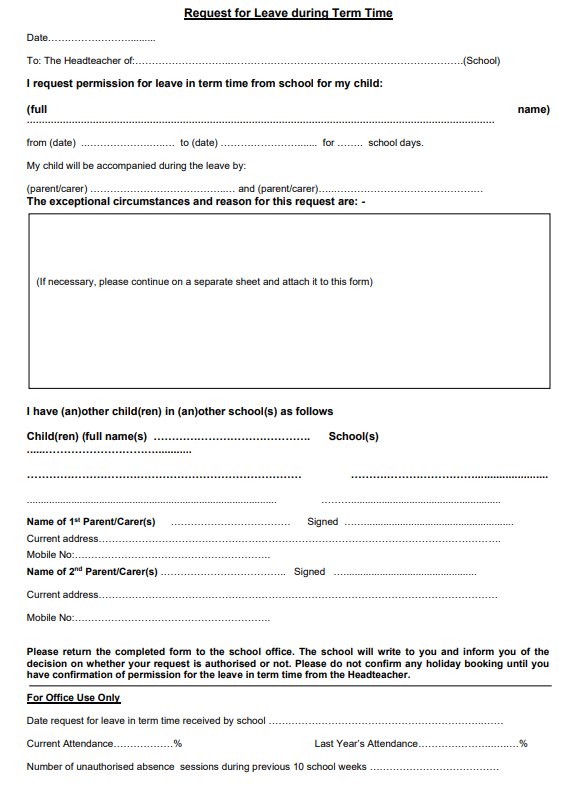 Request for Leave during Term Time
Date…………………….........
To: The Headteacher of:……………………………………………………………………………(School)
I request permission for leave in term time from school for my child:
(full name)
……………………………………………………………………………………………………
from (date) ………………………. to (date) ………………………... for …….. school days.
My child will be accompanied during the leave by:
(parent/carer) …………………………………… and (parent/carer)…………………………………………
The exceptional circumstances and reason for this request are: -
(If necessary, please continue on a separate sheet and attach it to this form)
I have (an)other child(ren) in (an)other school(s) as follows
Child(ren) (full name(s) ……………………………………. School(s)
......…………………………...........
………………………………………………………………… ……………………………......................
........................................................................................ ………......................................................
Name of 1st Parent/Carer(s) ……………………………… Signed ……..................................................
Current address……………………………………………………………………………………………………..
Mobile No:…………………………………………………..
Name of 2nd Parent/Carer(s) ………………………………. Signed …..............................................
Current address……………………………………………………………………………………………………
Mobile No:…………………………………………………..
Please return the completed form to the school office. The school will write to you and inform you of the
decision on whether your request is authorised or not. Please do not confirm any holiday booking until you
have confirmation of permission for the leave in term time from the Headteacher.
For Office Use Only
Date request for leave in term time received by school ……………………………………………………………
Current Attendance………………% Last Year’s Attendance…………………………%
Number of unauthorised absence sessions during previous 10 school weeks …………………………………